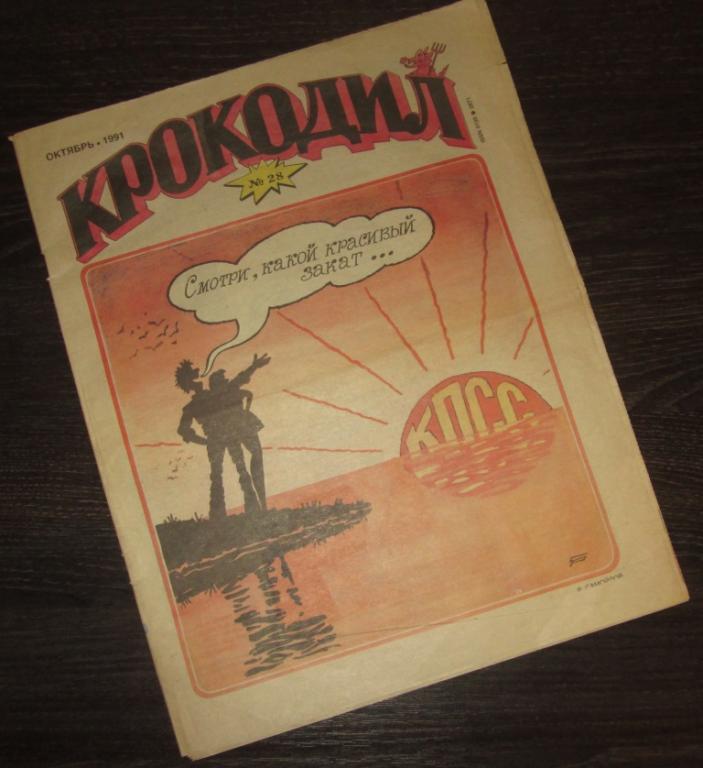 ОКТЯБРЬ • 1991
КРОКОДИЛ
№ 28
Смотри, какой красивый
закат ...
КПСС